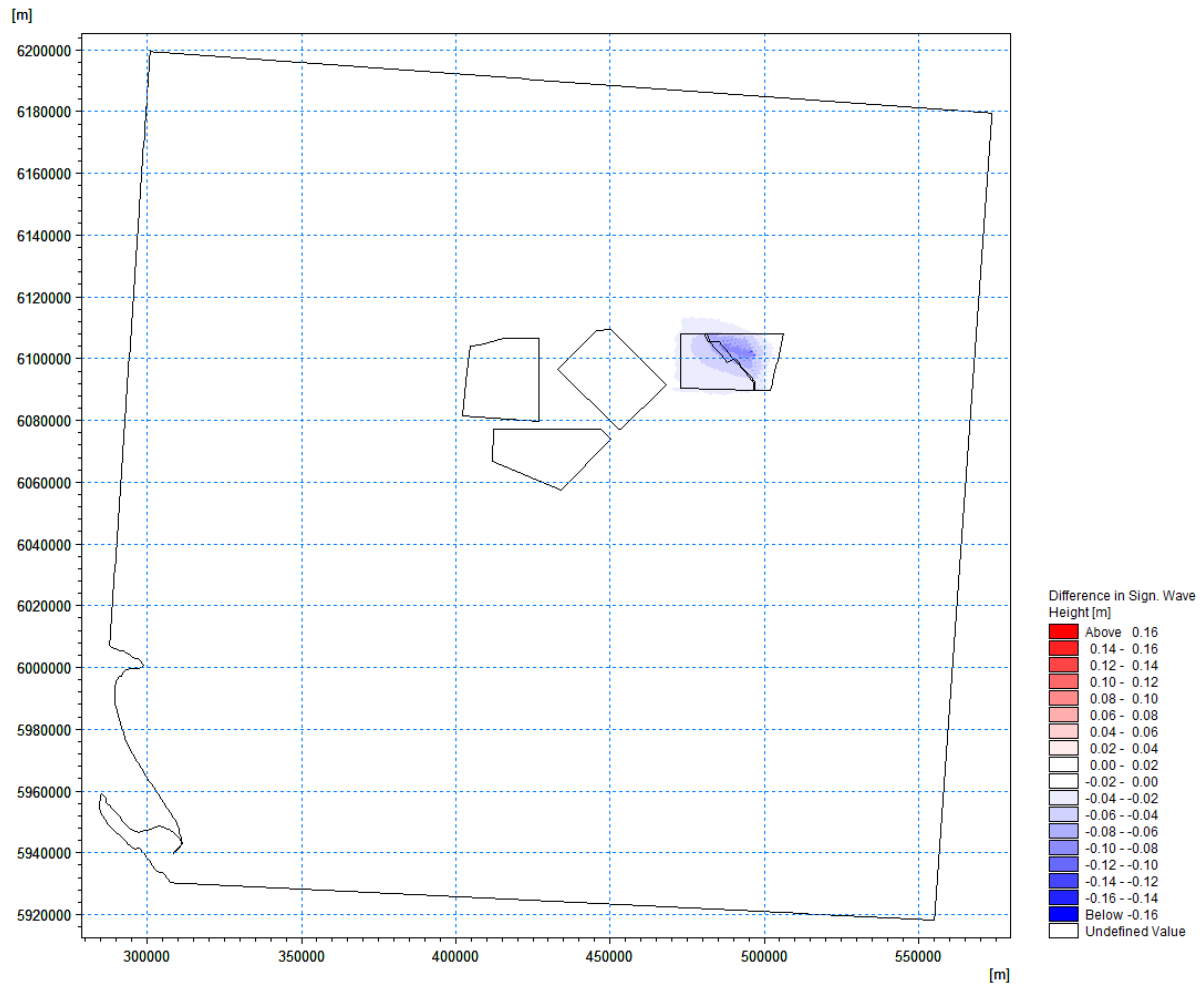 [m]
6200000
6180000
6160000
6140000
6120000
6100000
6080000
6060000
6040000
6020000
6000000
5980000
5960000
5940000
5920000
300000 350000 400000 450000 500000 550000
[m]
Difference in Sign. Wave
Height [m]
Above 0.16
0.14 - 0.16
0.12 - 0.14
0.10 - 0.12
0.08 - 0.10
0.06 - 0.08
0.04 - 0.06
0.02 - 0.04
0.00 - 0.02
-0.02 - 0.00
-0.04 - -0.02
-0.06 - -0.04
-0.08 - -0.06
-0.10 - -0.08
-0.12 - -0.10
-0.14 - -0.12
-0.16 - -0.14
Below -0.16
Undefined Value